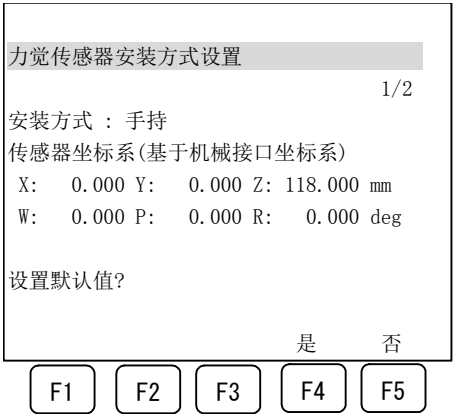 力觉传感器安装方式设置
1/2
安装方式 : 手持
传感器坐标系(基于机械接口坐标系)
X: 0.000 Y: 0.000 Z: 118.000 mm
W: 0.000 P: 0.000 R: 0.000 deg
设置默认值?
是 否
F1 F2 F3 F4 F5